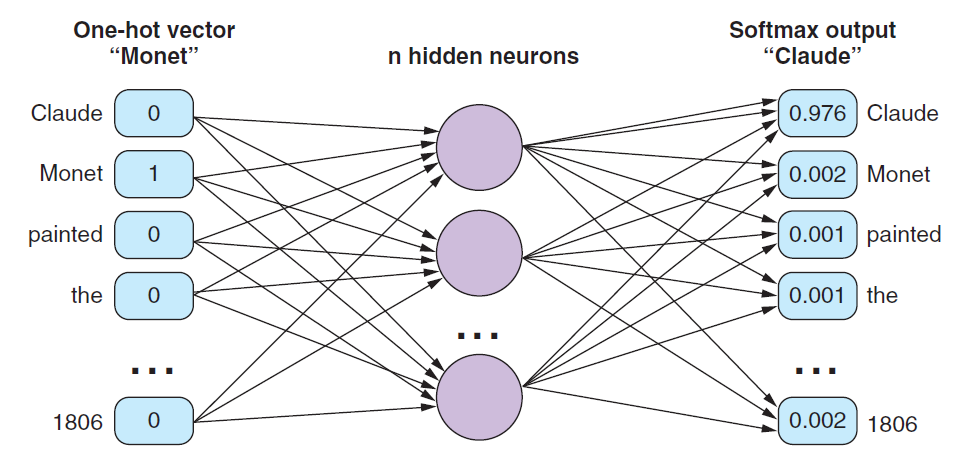 One-hot vector
“Monet”
n hidden neurons
Softmax output
“Claude”
Claude 0
Monet 1
painted 0
the 0
...
1806 0
...
0.976 Claude
0.002 Monet
0.001 painted
0.001 the
...
0.002 1806